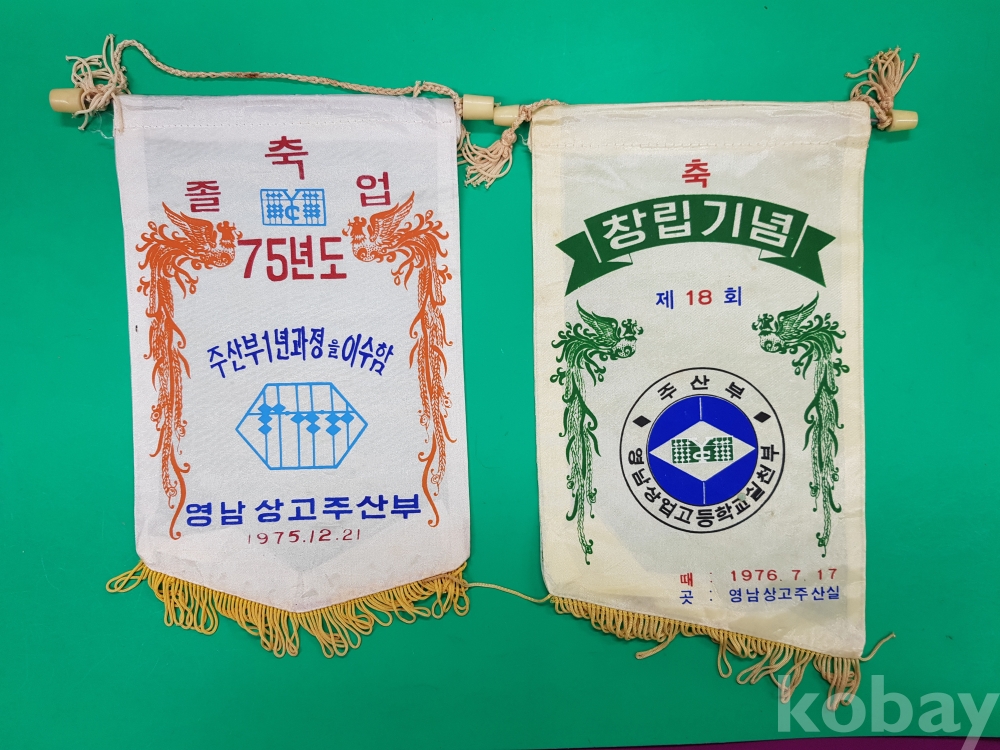 축
졸 업
75년도
주산부1년과정을이수함
영남상고주산부
1975.12.21
축
창립기념
제 18 회
주산부
영남상업고등학교실천부
때 : 1976. 7. 17
곳 : 영남상고주산실
kobay